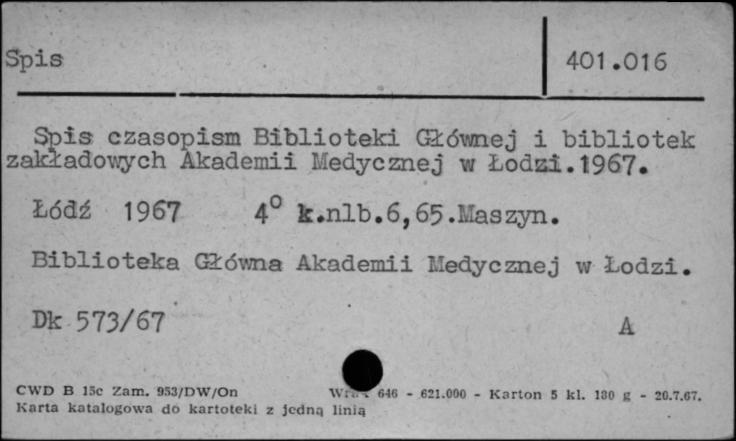 Spis 401.016
Spis czasopism Biblioteki Głównej i bibliotek
zakładowych Akademii Medycznej w Łodzi.1967.
Łódź 1967 4° k.nlb.6,65.Maszyn.
Biblioteka Główna Akademii Medycznej w Łodzi.
Dk 573/67 A
CWD B 15c Zam. 953/DW/On 646 - 621.000 - Karton 5 kl. 180 g - 20.7.67.
Karta katalogowa do kartoteki z jedną linią